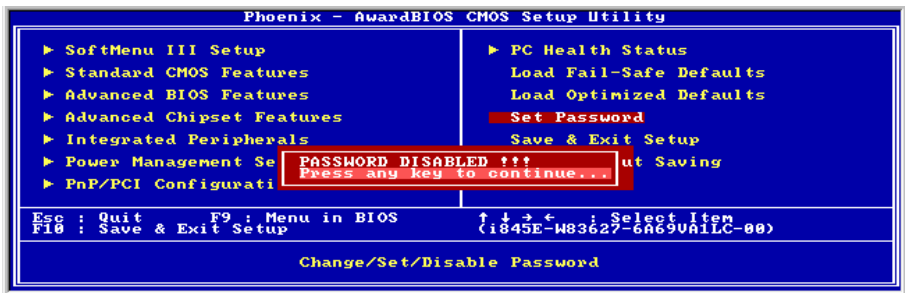 Phoenix - AwardBIOS CMOS Setup Utility
► SoftMenu III Setup
► Standard CMOS Features
► Advanced BIOS Features
► Advanced Chipset Features
► Integrated Peripherals
► Power Management Se
► PnP/PCI Configurati
► PC Health Status
Load Fail-Safe Defaults
Load Optimized Defaults
Set Password
Save & Exit Setup
ut Saving
PASSWORD DISABLED !!!
Press any key to continue...
Esc : Quit F9 : Menu in BIOS
F10 : Save & Exit Setup
↑ ↓ → ← : Select Item
(i845E-W83627-6A69VA1LC-00)
Change/Set/Disable Password